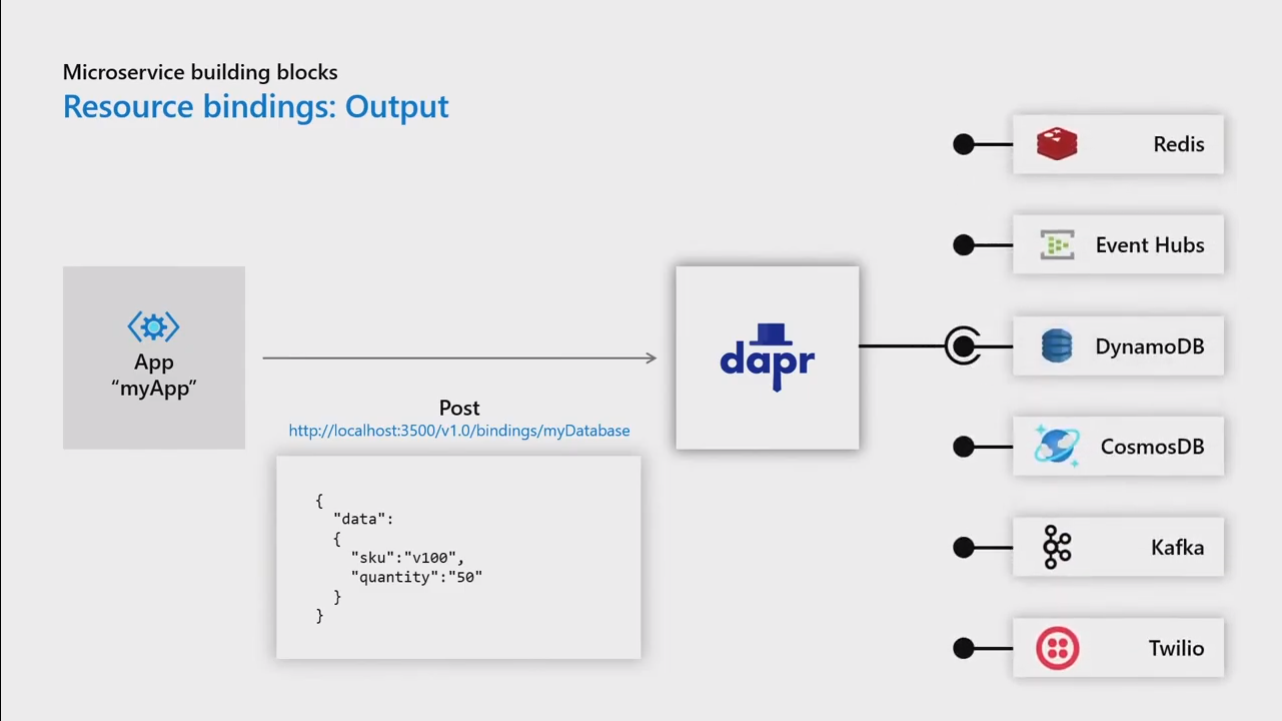 Microservice building blocks
Resource bindings: Output
App
“myApp”
Post
http://localhost:3500/v1.0/bindings/myDatabase
{
"data":
{
"sku":"v100",
"quantity":"50"
}
}
dapr
Redis
Event Hubs
DynamoDB
CosmosDB
Kafka
Twilio